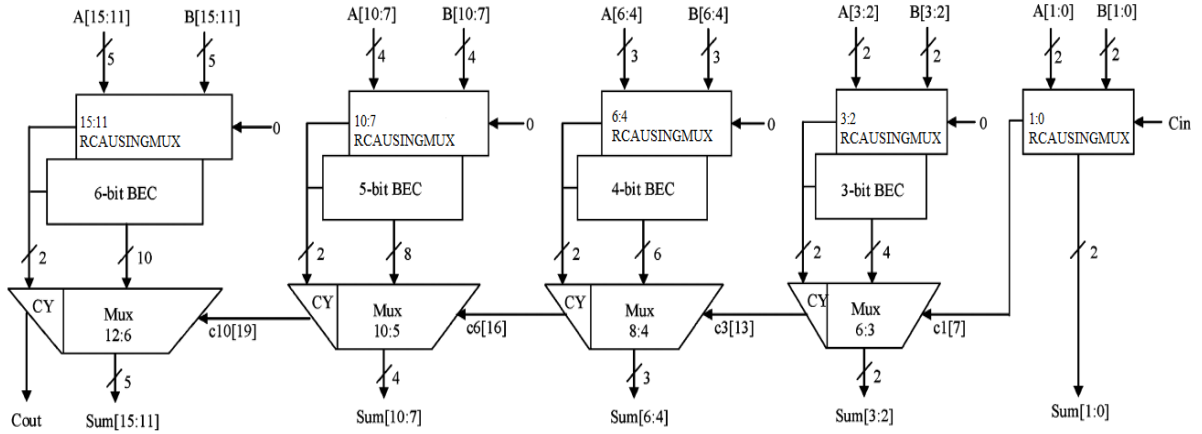 A[15:11] B[15:11] A[10:7] B[10:7] A[6:4] B[6:4] A[3:2] B[3:2] A[1:0] B[1:0]
5 5 4 4 3 3 2 2 2 2
15:11
RCAUSINGMUX
0
10:7
RCAUSINGMUX
0
6:4
RCAUSINGMUX
0
3:2
RCAUSINGMUX
0
1:0
RCAUSINGMUX
Cin
6-bit BEC
5-bit BEC
4-bit BEC
3-bit BEC
2 10 2 8 2 6 2 4 2
CY
Mux
12:6
c10[19]
CY
Mux
10:5
c6[16]
CY
Mux
8:4
c3[13]
CY
Mux
6:3
c1[7]
5 4 3 2
Cout Sum[15:11] Sum[10:7] Sum[6:4] Sum[3:2] Sum[1:0]